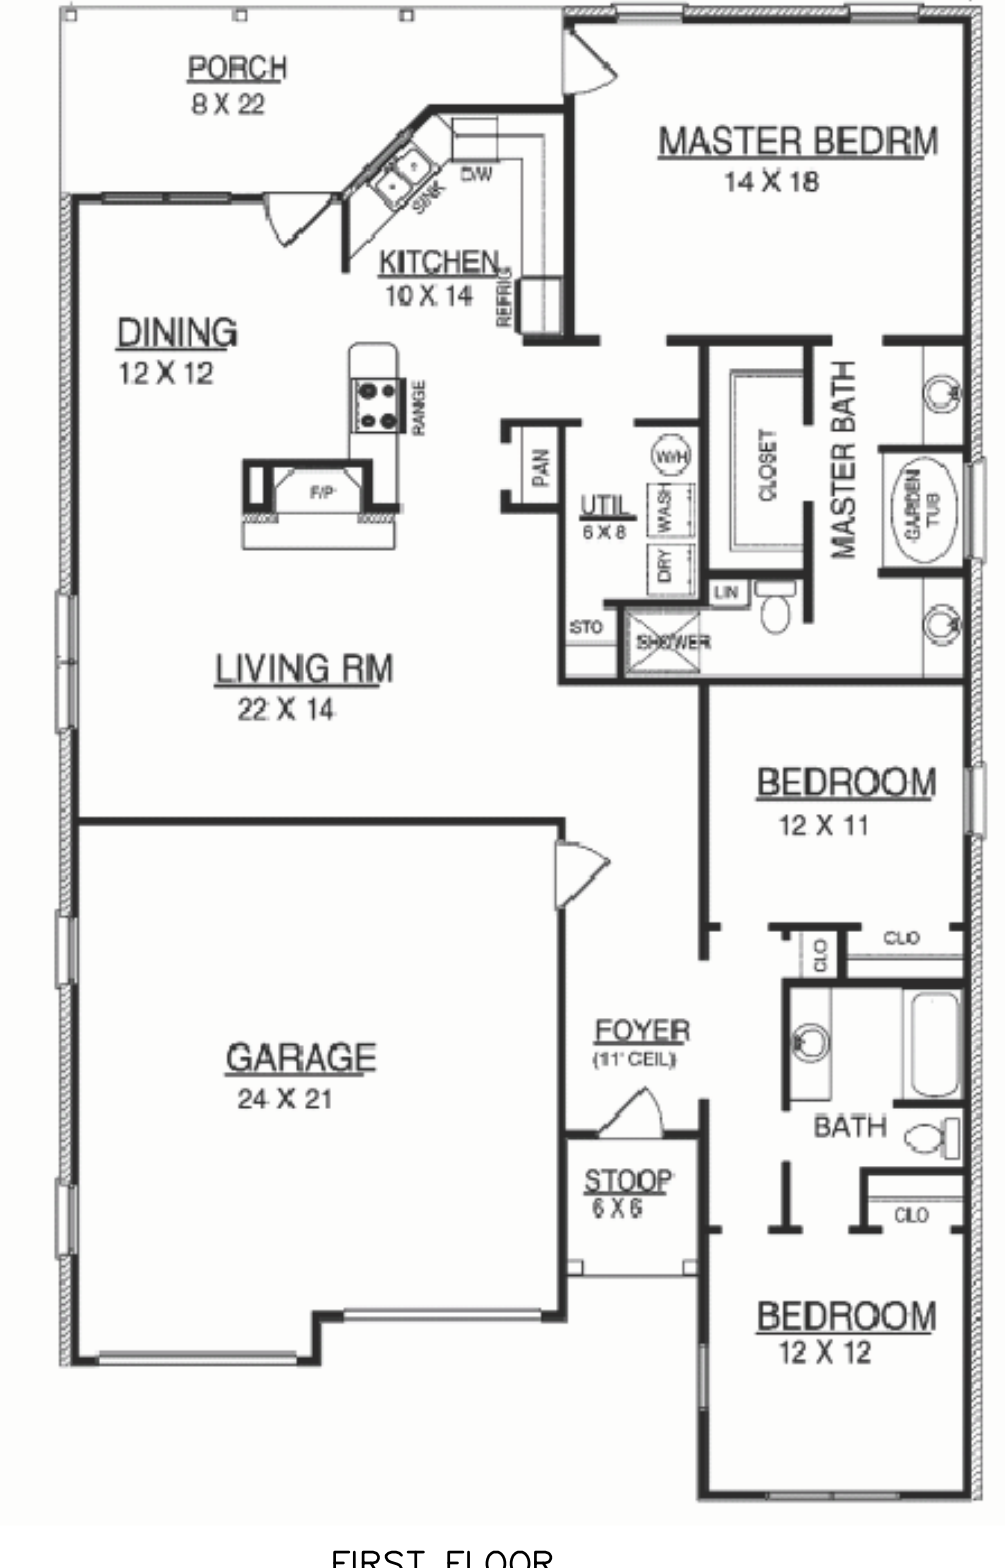 PORCH
8 X 22
MASTER BEDRM
14 X 18
D/W
SINK
KITCHEN
10 X 14
REFRIG
DINING
12 X 12
RANGE
F/P
PAN
UTIL
6 X 8
W/H
WASH
DRY
CLOSET
MASTER BATH
GARDEN
TUB
LIN
STO
SHOWER
LIVING RM
22 X 14
BEDROOM
12 X 11
CLO
CLO
FOYER
(11' CEIL)
GARAGE
24 X 21
BATH
STOOP
6 X 6
CLO
BEDROOM
12 X 12
FIRST FLOOR